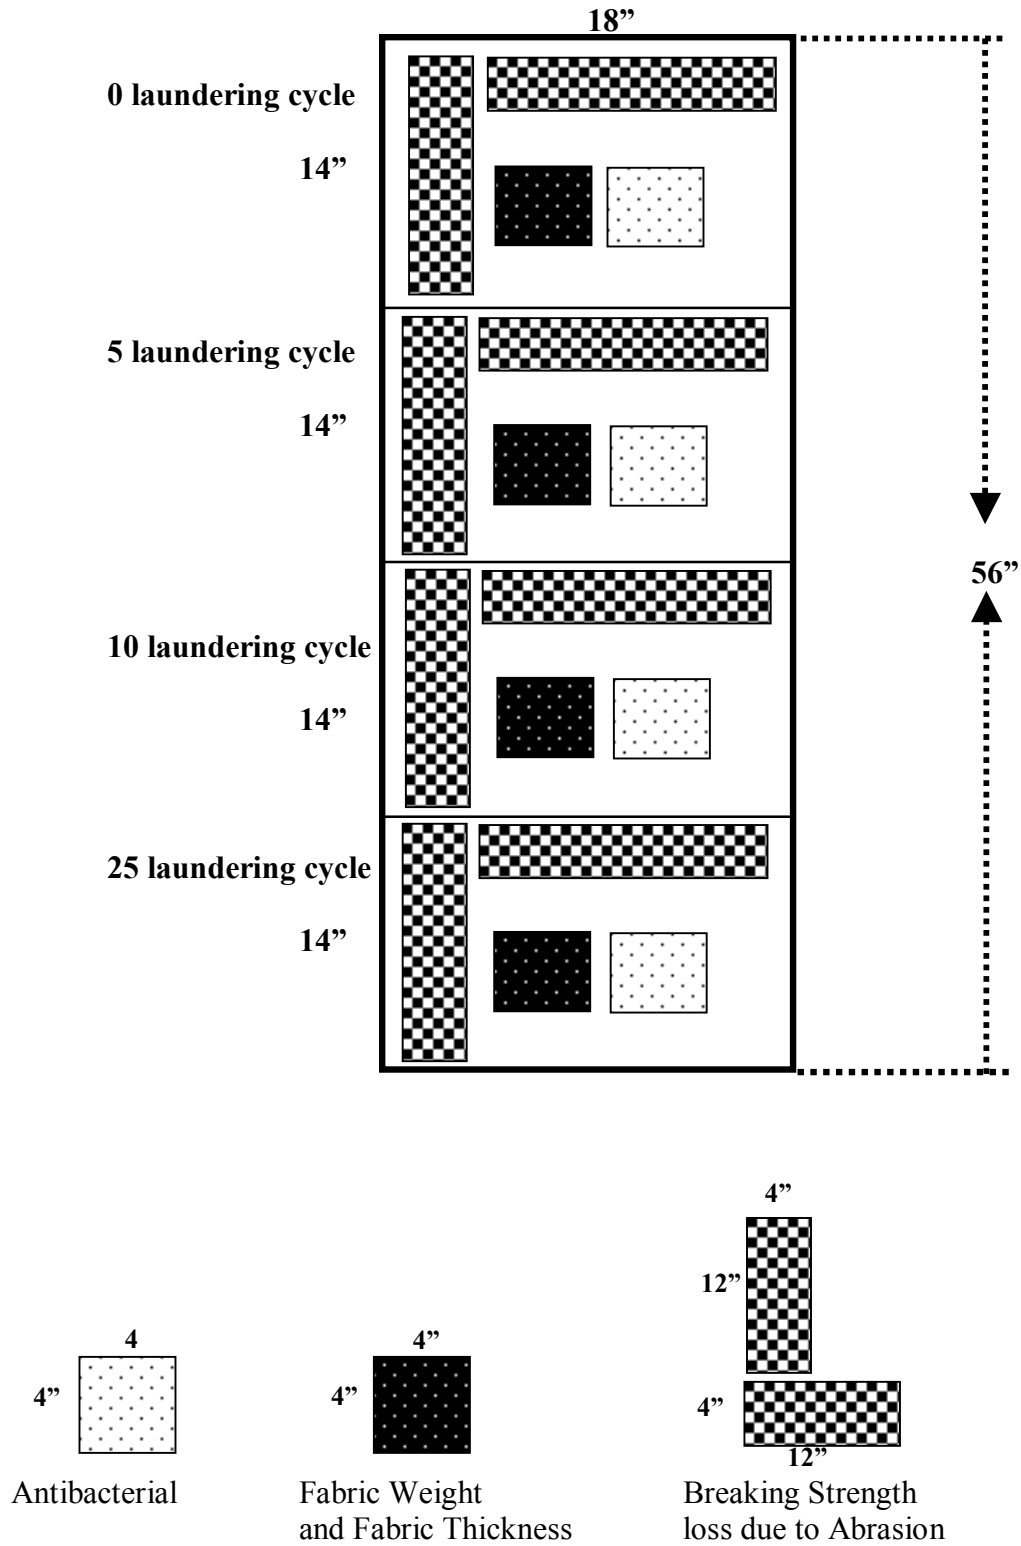 18”
0 laundering cycle
14”
5 laundering cycle
14”
56”
10 laundering cycle
14”
25 laundering cycle
14”
4”
12”
4
4”
4”
4”
4”
12”
Antibacterial
Fabric Weight
and Fabric Thickness
Breaking Strength
loss due to Abrasion